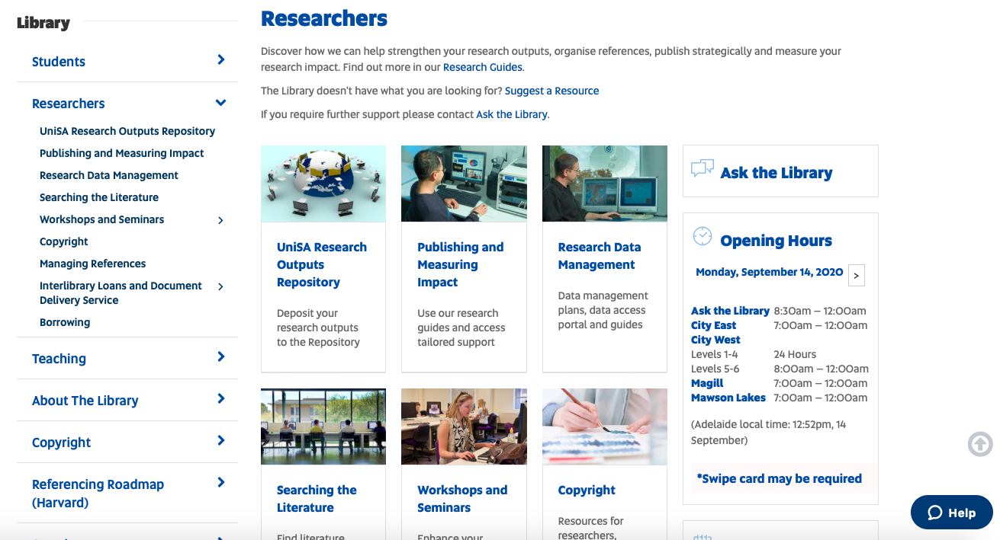 Library
Students
Researchers
UniSA Research Outputs Repository
Publishing and Measuring Impact
Research Data Management
Searching the Literature
Workshops and Seminars
Copyright
Managing References
Interlibrary Loans and Document
Delivery Service
Borrowing
Teaching
About The Library
Copyright
Referencing Roadmap
(Harvard)
Researchers
Discover how we can help strengthen your research outputs, organise references, publish strategically and measure your
research impact. Find out more in our Research Guides.
The Library doesn't have what you are looking for? Suggest a Resource
If you require further support please contact Ask the Library.
UniSA Research
Outputs
Repository
Deposit your
research outputs
to the Repository
Publishing and
Measuring
Impact
Use our research
guides and access
tailored support
Research Data
Management
Data management
plans, data access
portal and guides
Searching the
Literature
Find literature
Workshops and
Seminars
Enhance your
Copyright
Resources for
researchers,
Ask the Library
Opening Hours
Monday, September 14, 2020 >
Ask the Library 8:30am – 12:00am
City East 7:00am – 12:00am
City West
Levels 1-4 24 Hours
Levels 5-6 8:00am – 12:00am
Magill 7:00am – 12:00am
Mawson Lakes 7:00am – 12:00am
(Adelaide local time: 12:52pm, 14
September)
*Swipe card may be required
Help